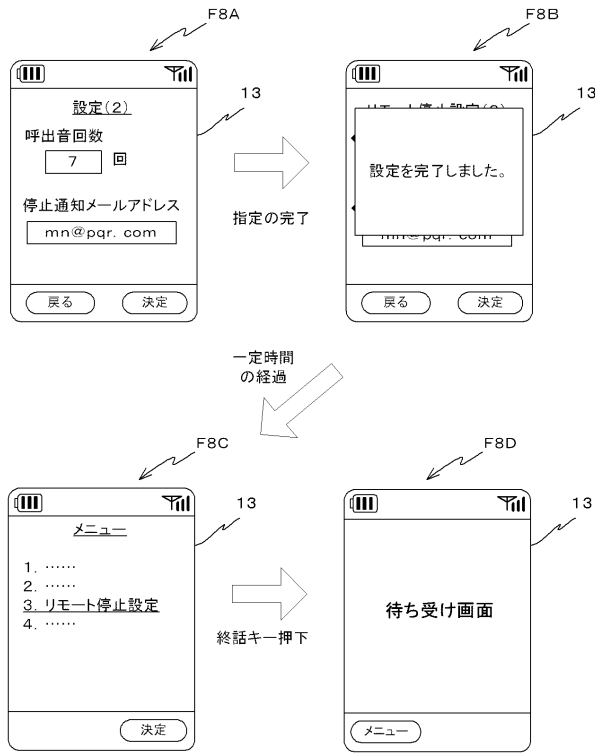 F8A
13
設定(2)
呼出音回数
7 回
停止通知メールアドレス
mn@pqr. com
戻る 決定
指定の完了
F8B
13
設定を完了しました。
mn@pqr. com
戻る 決定
一定時間
の経過
F8C
13
メニュー
1. ……
2. ……
3. リモート停止設定
4. ……
決定
終話キー押下
F8D
13
待ち受け画面
メニュー